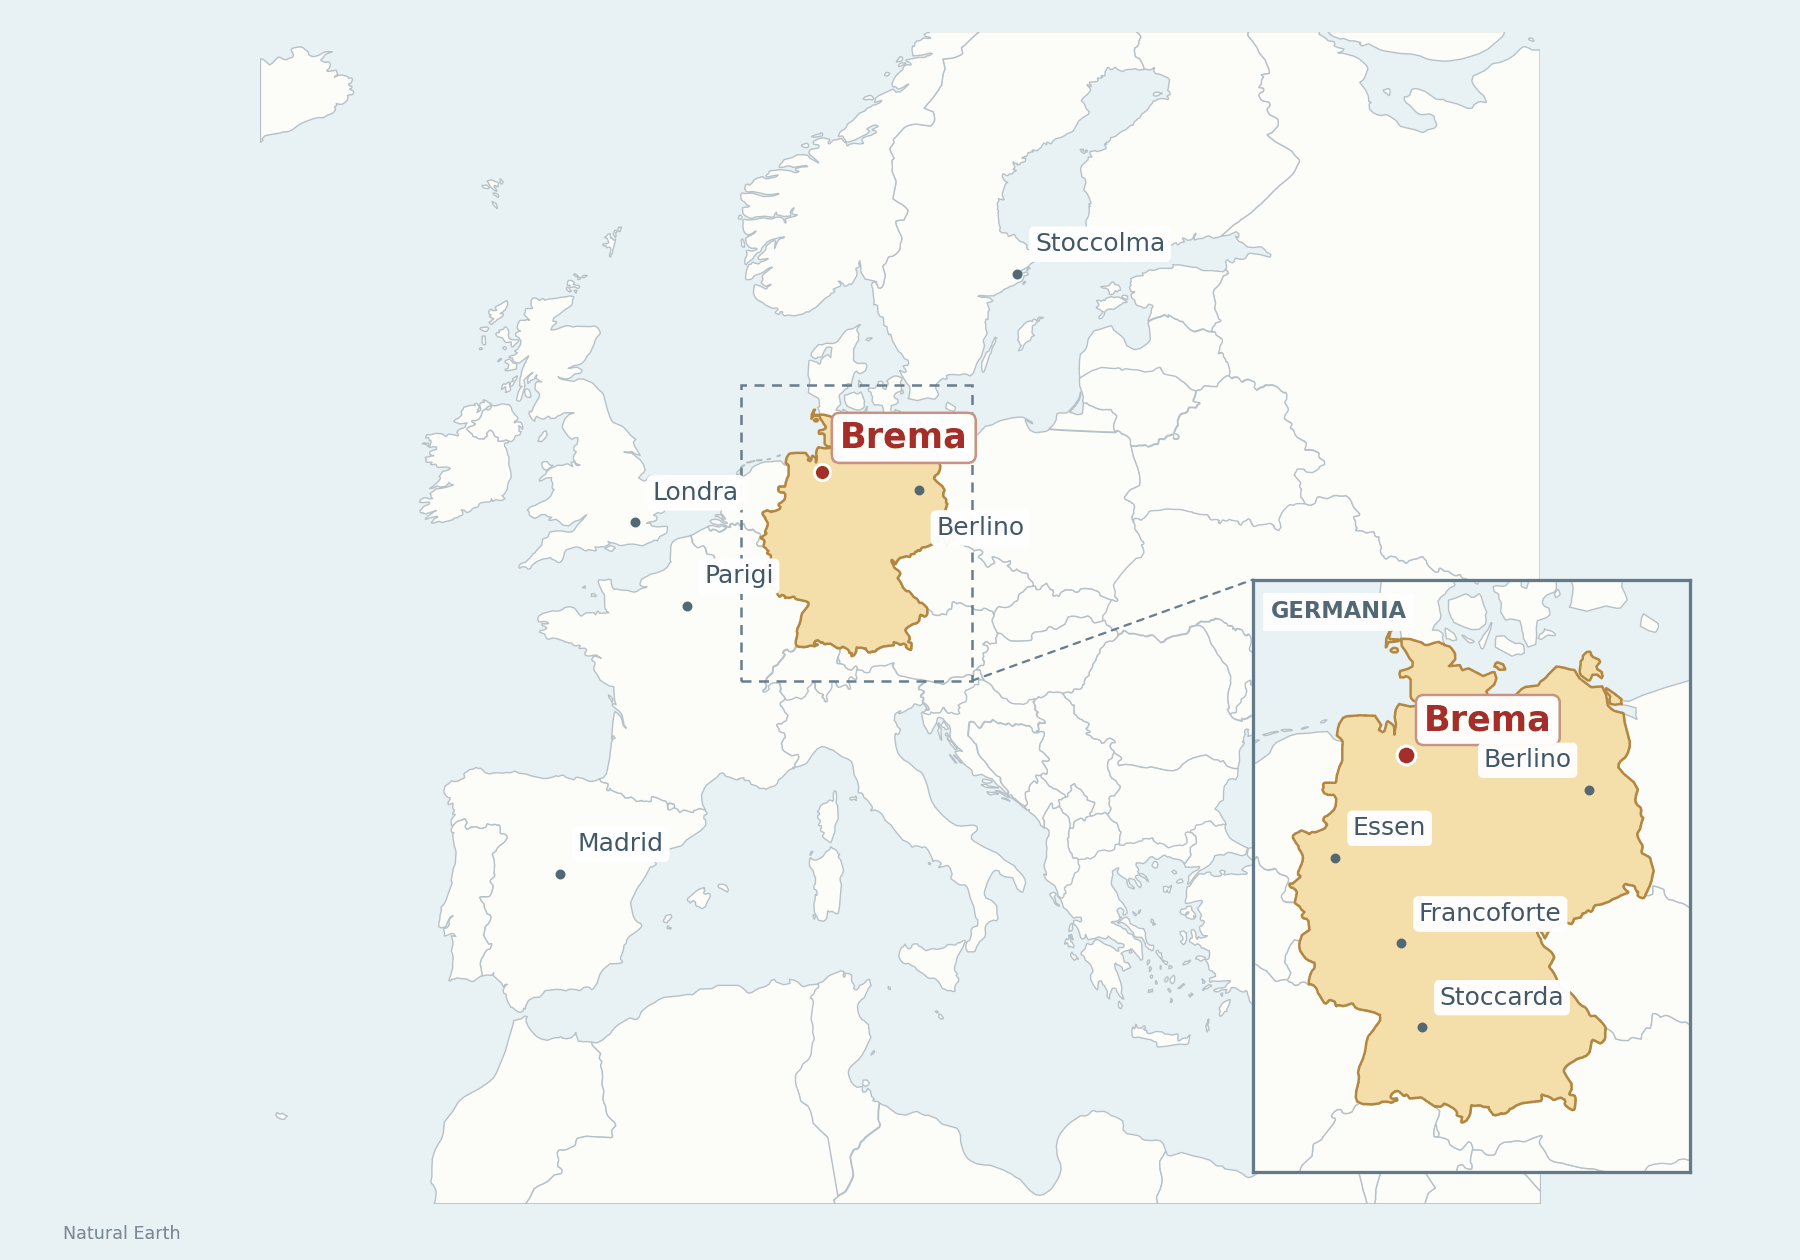 Stoccolma
Brema
Londra
Berlino
Parigi
Madrid
GERMANIA
Brema
Berlino
Essen
Francoforte
Stoccarda
Natural Earth